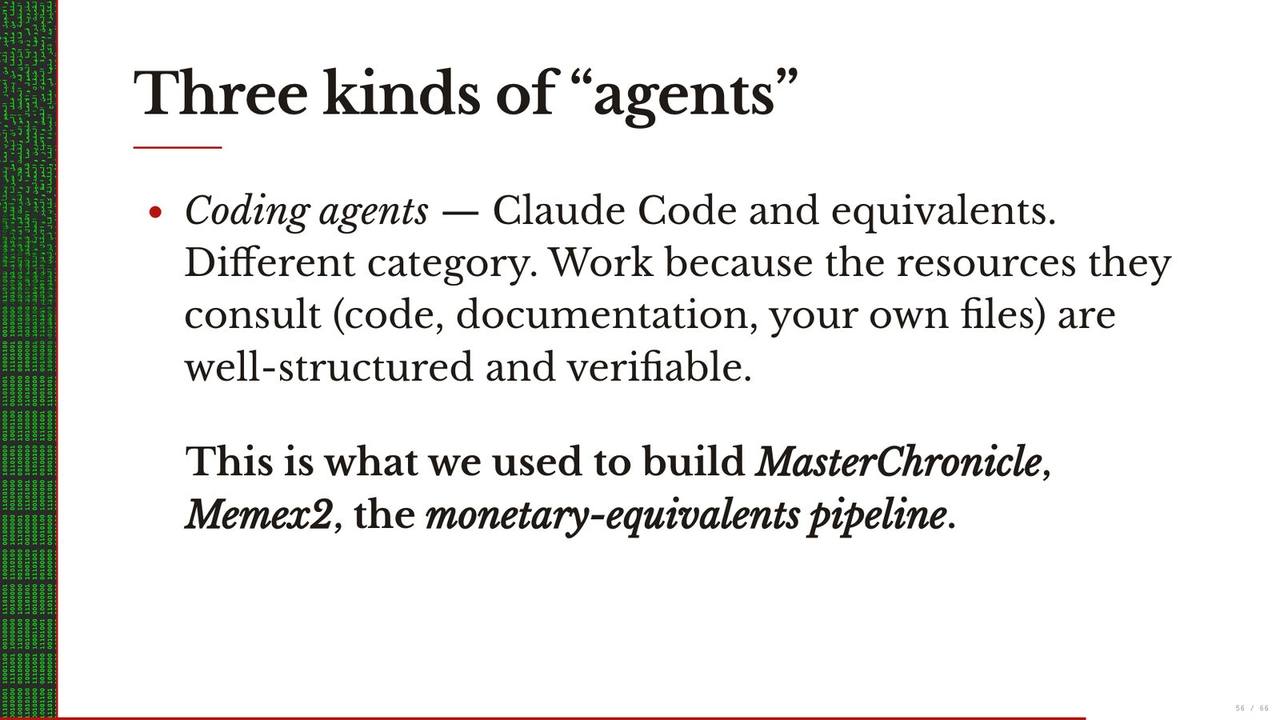 Three kinds of “agents”
• Coding agents — Claude Code and equivalents.
Different category. Work because the resources they
consult (code, documentation, your own files) are
well-structured and verifiable.
This is what we used to build MasterChronicle,
Memex2, the monetary-equivalents pipeline.
56 / 66